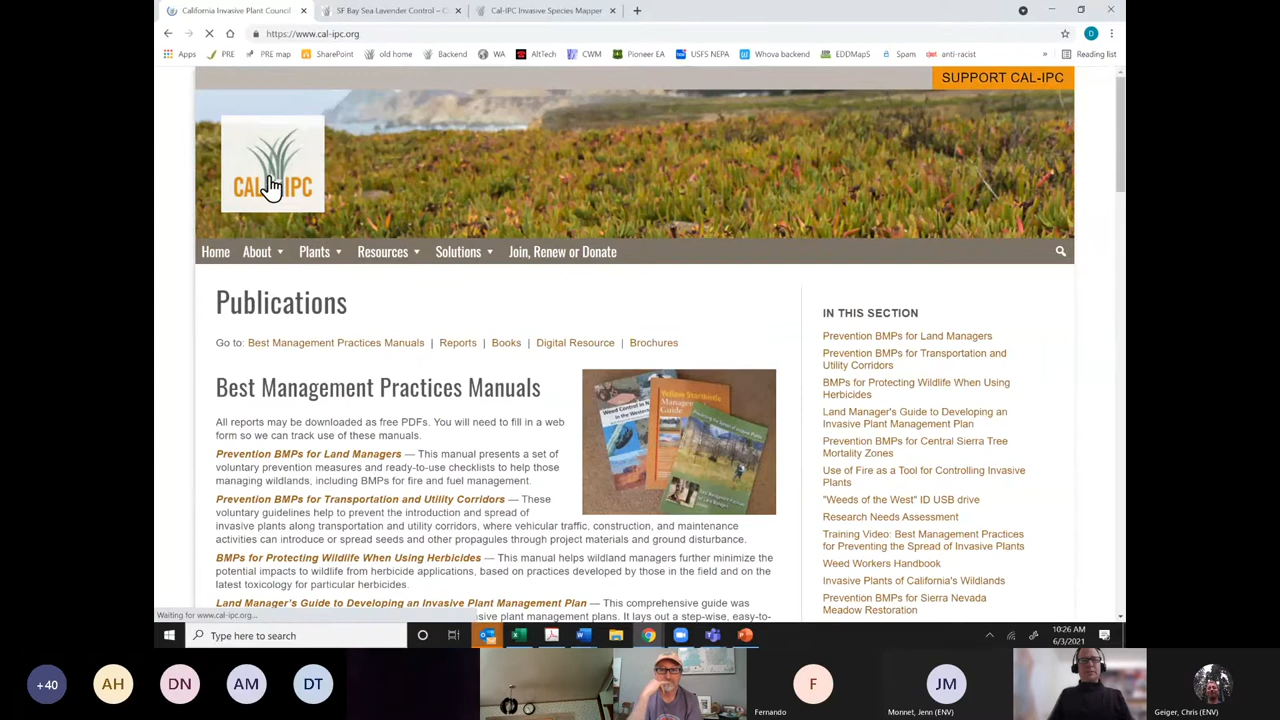 California Invasive Plant Council
SF Bay Sea Lavender Control – C
Cal-IPC Invasive Species Mapper
https://www.cal-ipc.org
D
Apps
PRE
PRE map
SharePoint
old home
Backend
WA
AltTech
CWM
Pioneer EA
USFS NEPA
Whova backend
EDDMapS
Spam
anti-racist
»
Reading list
SUPPORT CAL-IPC
CAL-IPC
Home
About
Plants
Resources
Solutions
Join, Renew or Donate
Publications
Go to: Best Management Practices Manuals | Reports | Books | Digital Resource | Brochures
Best Management Practices Manuals
All reports may be downloaded as free PDFs. You will need to fill in a web
form so we can track use of these manuals.
Prevention BMPs for Land Managers — This manual presents a set of
voluntary prevention measures and ready-to-use checklists to help those
managing wildlands, including BMPs for fire and fuel management.
Prevention BMPs for Transportation and Utility Corridors — These
voluntary guidelines help to prevent the introduction and spread of
invasive plants along transportation and utility corridors, where vehicular traffic, construction, and maintenance
activities can introduce or spread seeds and other propagules through project materials and ground disturbance.
BMPs for Protecting Wildlife When Using Herbicides — This manual helps wildland managers further minimize the
potential impacts to wildlife from herbicide applications, based on practices developed by those in the field and on the
latest toxicology for particular herbicides.
Land Manager's Guide to Developing an Invasive Plant Management Plan — This comprehensive guide was
sive plant management plans. It lays out a step-wise, easy-to-
IN THIS SECTION
Prevention BMPs for Land Managers
Prevention BMPs for Transportation and
Utility Corridors
BMPs for Protecting Wildlife When Using
Herbicides
Land Manager's Guide to Developing an
Invasive Plant Management Plan
Prevention BMPs for Central Sierra Tree
Mortality Zones
Use of Fire as a Tool for Controlling Invasive
Plants
"Weeds of the West" ID USB drive
Research Needs Assessment
Training Video: Best Management Practices
for Preventing the Spread of Invasive Plants
Weed Workers Handbook
Invasive Plants of California's Wildlands
BMPs for Sierra Nevada
Meadow Restoration
Waiting for www.cal-ipc.org...
Type here to search
10:26 AM
6/3/2021
+40
AH
DN
AM
DT
F
Fernando
JM
Monnet, Jenn (ENV)
Geiger, Chris (ENV)